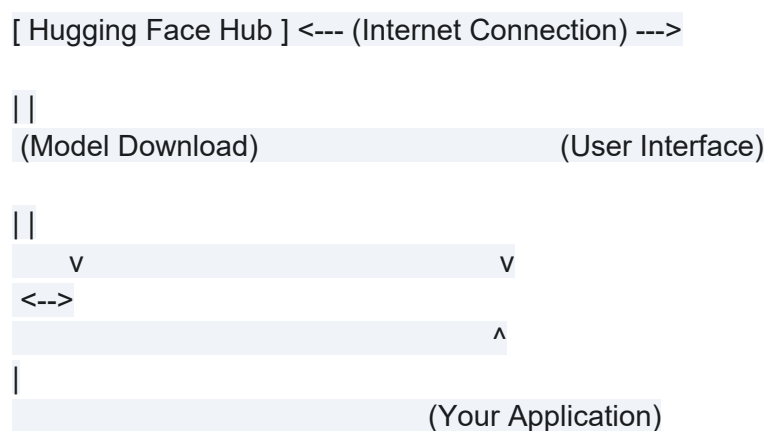 [ Hugging Face Hub ] <--- (Internet Connection) --->
| |
(Model Download) (User Interface)
| |
v v
<-->
^
|
(Your Application)